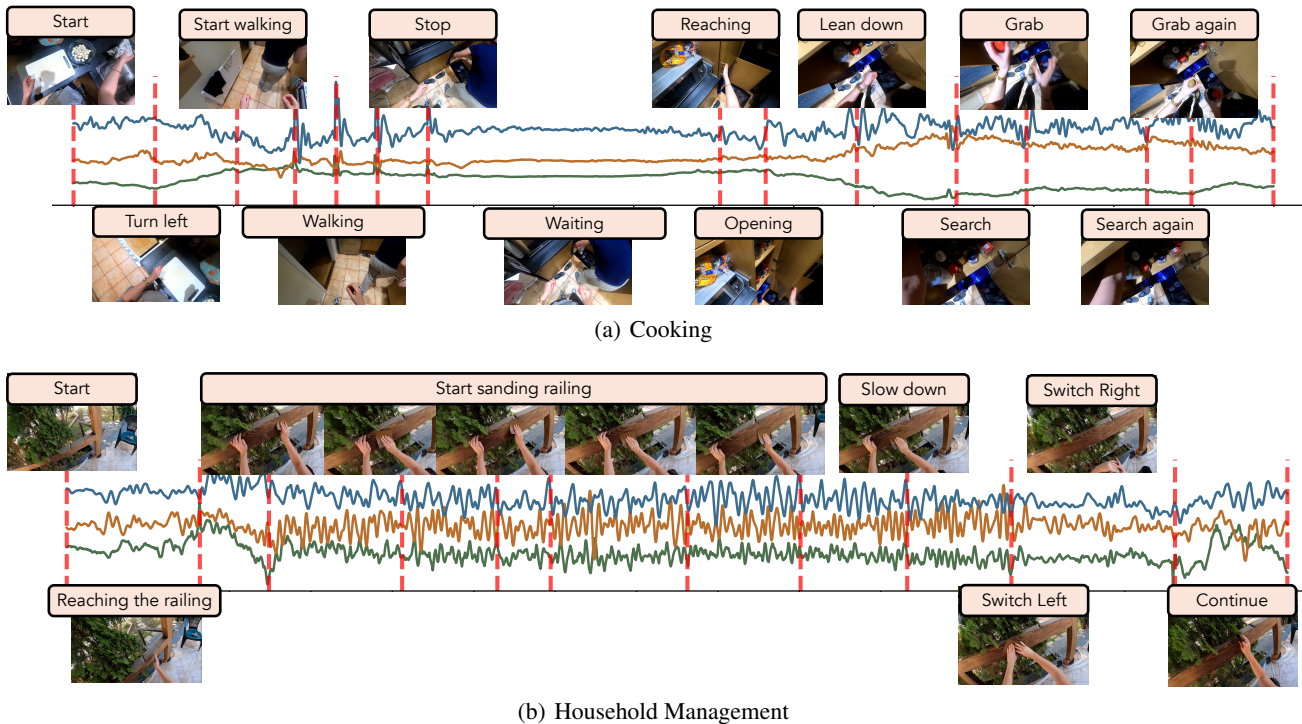 Start
Start walking
Stop
Reaching
Lean down
Grab
Grab again
Turn left
Walking
Waiting
Opening
Search
Search again
(a) Cooking
Start
Start sanding railing
Slow down
Switch Right
Reaching the railing
Switch Left
Continue
(b) Household Management